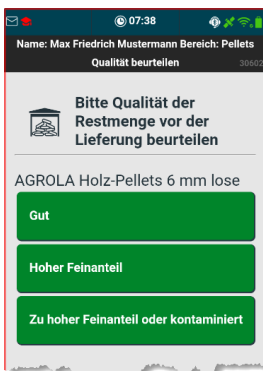 07:38
Name: Max Friedrich Mustermann Bereich: Pellets
Qualität beurteilen
30602
Bitte Qualität der
Restmenge vor der
Lieferung beurteilen
AGROLA Holz-Pellets 6 mm lose
Gut
Hoher Feinanteil
Zu hoher Feinanteil oder kontaminiert